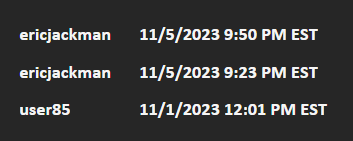 ericjackman 11/5/2023 9:50 PM EST
ericjackman 11/5/2023 9:23 PM EST
user85 11/1/2023 12:01 PM EST